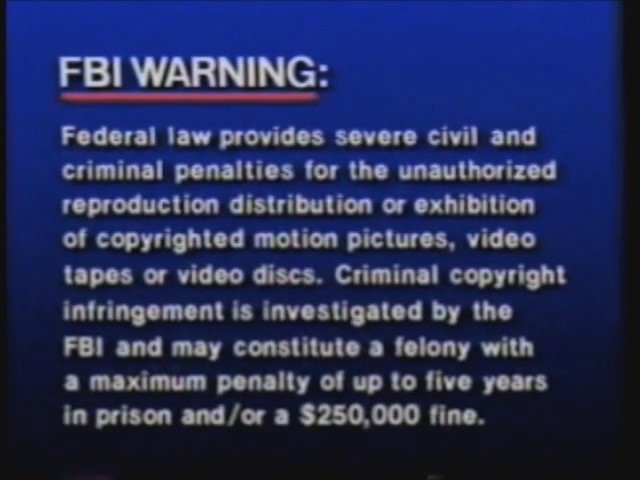 FBI WARNING:
Federal law provides severe civil and
criminal penalties for the unauthorized
reproduction distribution or exhibition
of copyrighted motion pictures, video
tapes or video discs. Criminal copyright
infringement is investigated by the
FBI and may constitute a felony with
a maximum penalty of up to five years
in prison and/or a $250,000 fine.